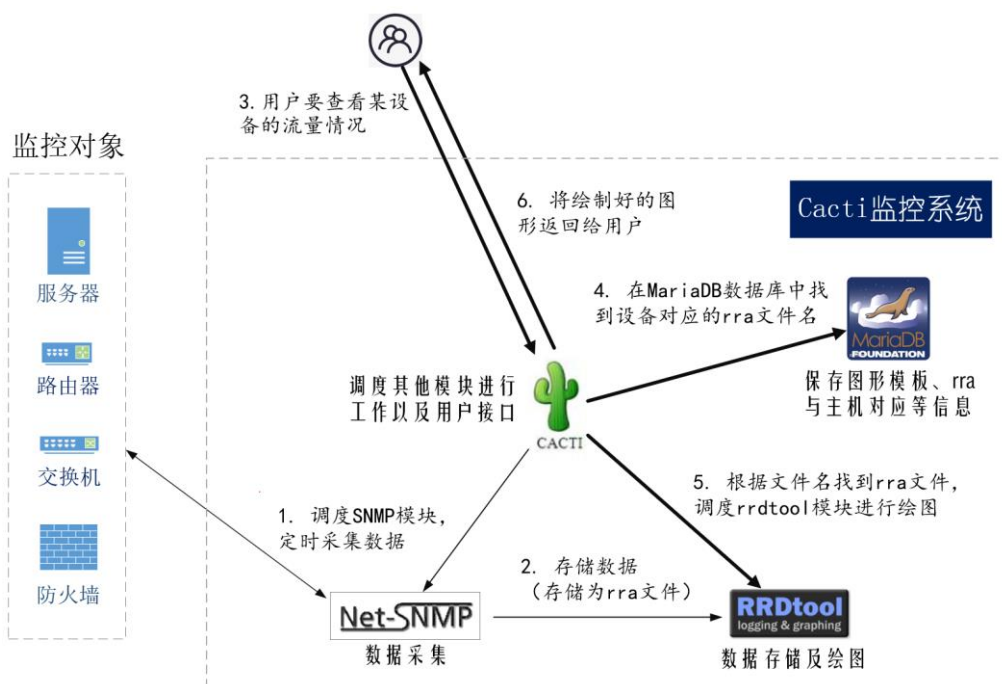 3. 用户要查看某设
备的流量情况
监控对象
服务器
路由器
交换机
防火墙
6. 将绘制好的图
形返回给用户
Cacti监控系统
4. 在MariaDB数据库中找
到设备对应的rra文件名
MariaDB
FOUNDATION
保存图形模板、rra
与主机对应等信息
调度其他模块进行
工作以及用户接口
CACTI
5. 根据文件名找到rra文件,
调度rrdtool模块进行绘图
1. 调度SNMP模块,
定时采集数据
2. 存储数据
(存储为rra文件)
Net-SNMP
数据采集
RRDtool
logging & graphing
数据存储及绘图